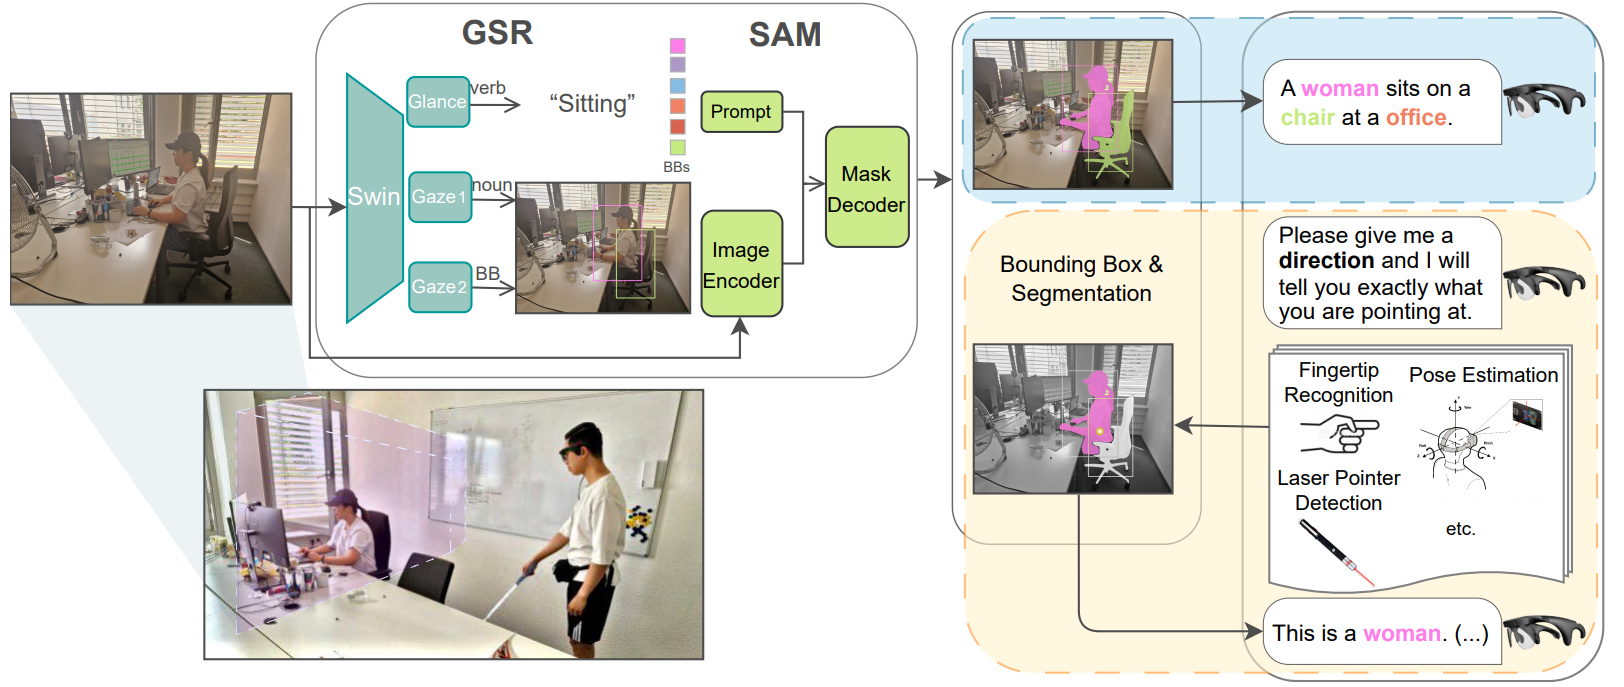 GSR
SAM
Glance
verb
“Sitting”
Prompt
BBs
Swin
Gaze1
noun
Gaze2
BB
Image
Encoder
Mask
Decoder
A woman sits on a
chair at a office.
Bounding Box &
Segmentation
Please give me a
direction and I will
tell you exactly what
you are pointing at.
Fingertip
Recognition
Pose Estimation
Laser Pointer
Detection
etc.
This is a woman. (...)